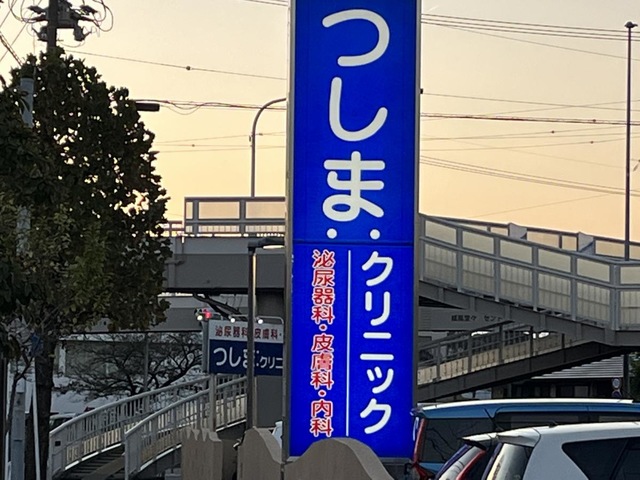 つしま・
・クリニック
泌尿器科・皮膚科・内科
泌尿器科・皮膚科・
つしま・クリニ